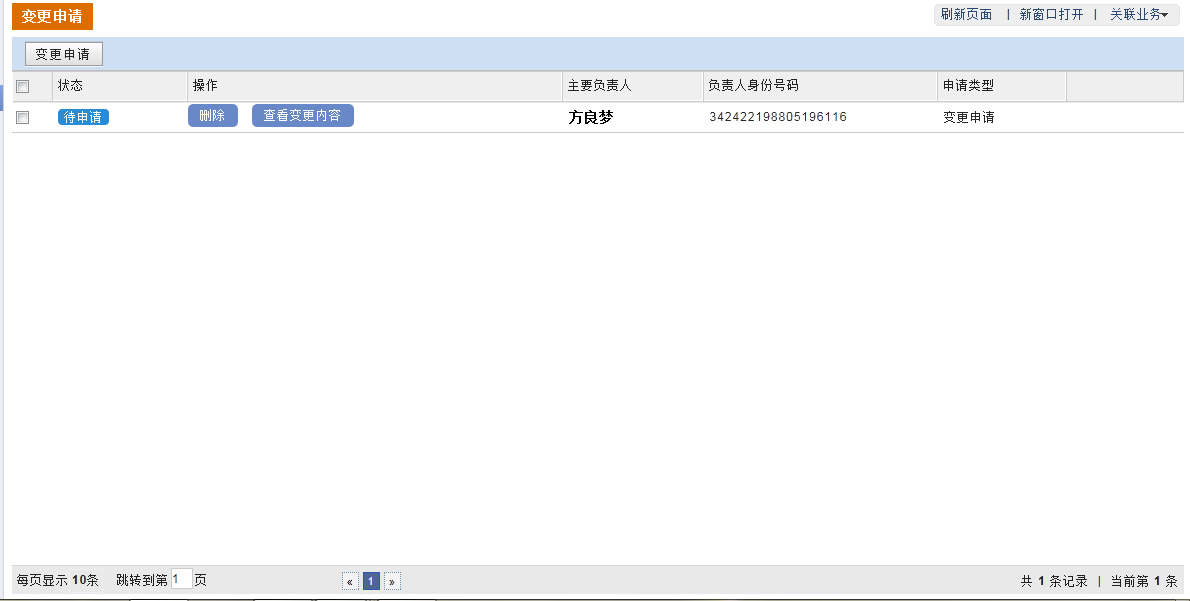 变更申请
刷新页面 | 新窗口打开 | 关联业务
变更申请
状态 操作 主要负责人 负责人身份号码 申请类型
待申请 删除 查看变更内容 方良梦 342422198805196116 变更申请
每页显示 10条 跳转到第 1 页 « 1 » 共 1 条记录 | 当前第 1 条